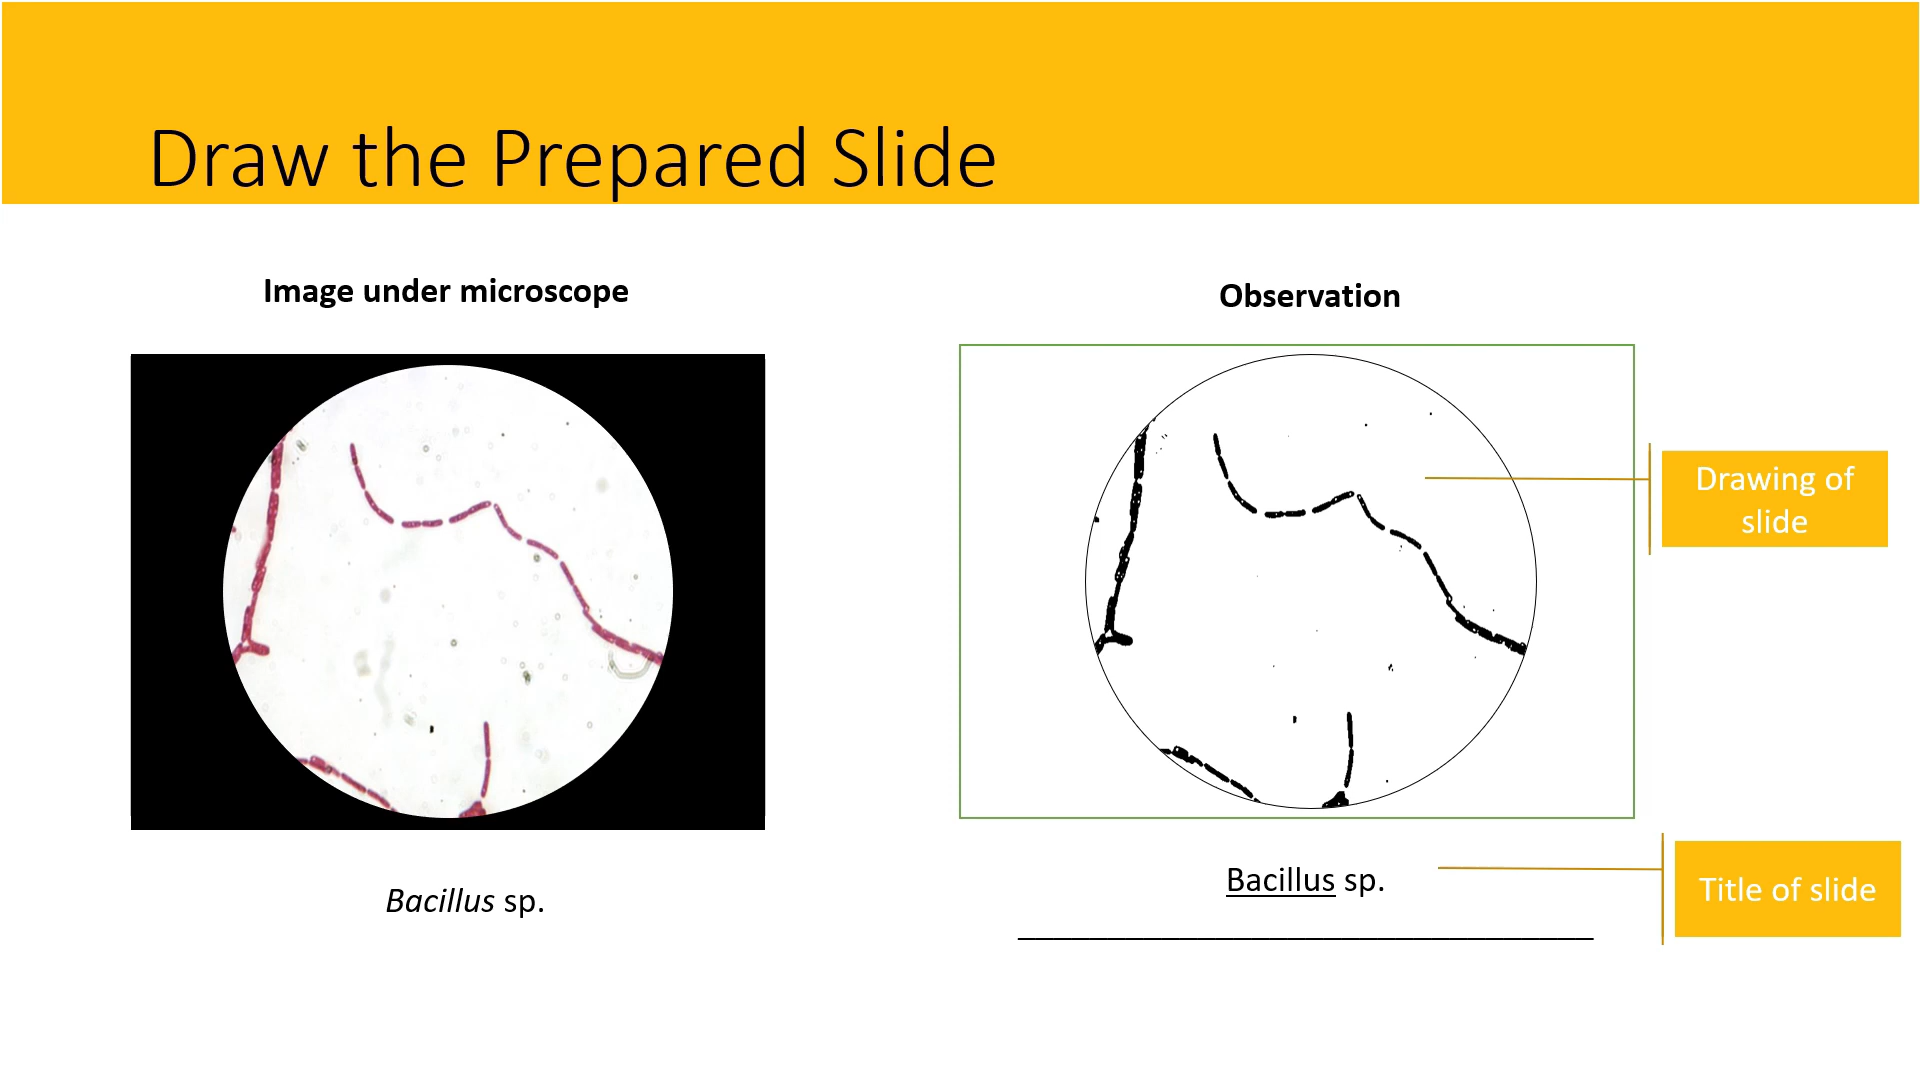 Draw the Prepared Slide
Image under microscope
Bacillus sp.
Observation
Drawing of
slide
Bacillus sp.
Title of slide